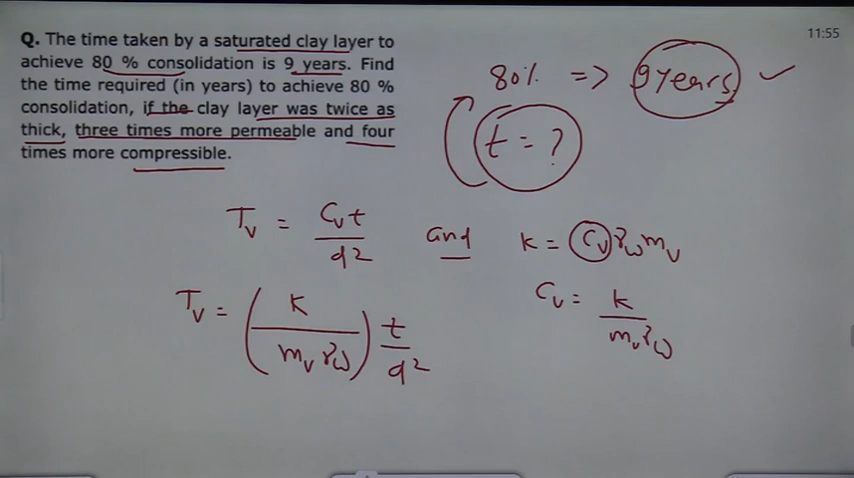 11:55
Q. The time taken by a saturated clay layer to
achieve 80 % consolidation is 9 years. Find
the time required (in years) to achieve 80 %
consolidation, if the clay layer was twice as
thick, three times more permeable and four
times more compressible.
80% => 9 years ✓
t = ?
Tv = Cvt / d² and k = Cv γw mv
Tv = (k / mv γw) t / d²
Cv = k / mv γw